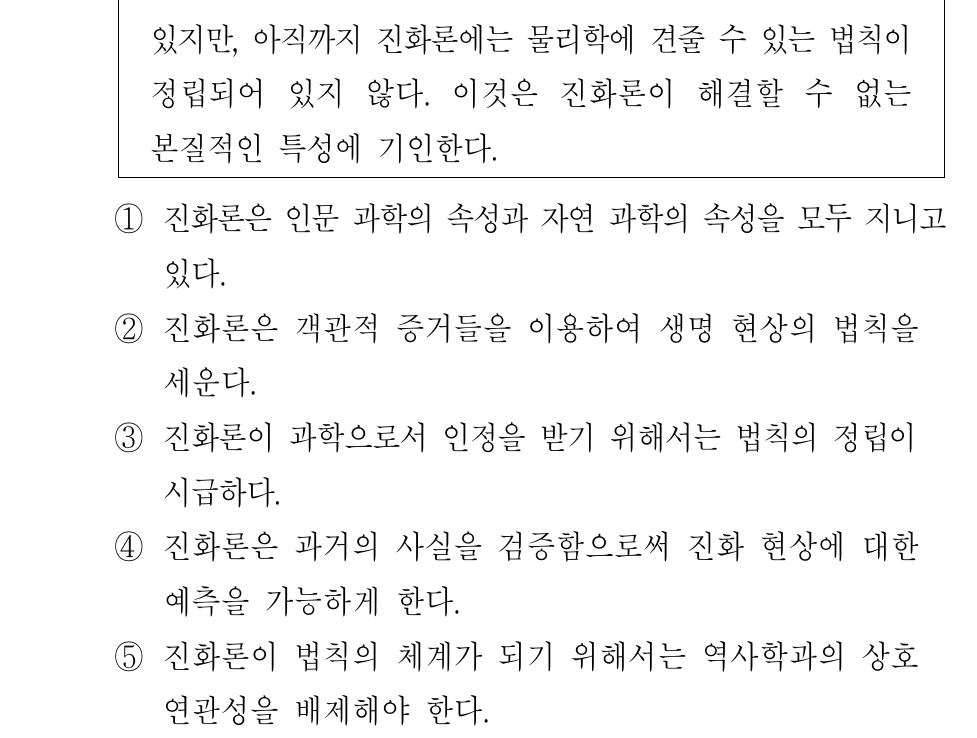 있지만, 아직까지 진화론에는 물리학에 견줄 수 있는 법칙이
정립되어 있지 않다. 이것은 진화론이 해결할 수 없는
본질적인 특성에 기인한다.
① 진화론은 인문 과학의 속성과 자연 과학의 속성을 모두 지니고
있다.
② 진화론은 객관적 증거들을 이용하여 생명 현상의 법칙을
세운다.
③ 진화론이 과학으로서 인정을 받기 위해서는 법칙의 정립이
시급하다.
④ 진화론은 과거의 사실을 검증함으로써 진화 현상에 대한
예측을 가능하게 한다.
⑤ 진화론이 법칙의 체계가 되기 위해서는 역사학과의 상호
연관성을 배제해야 한다.